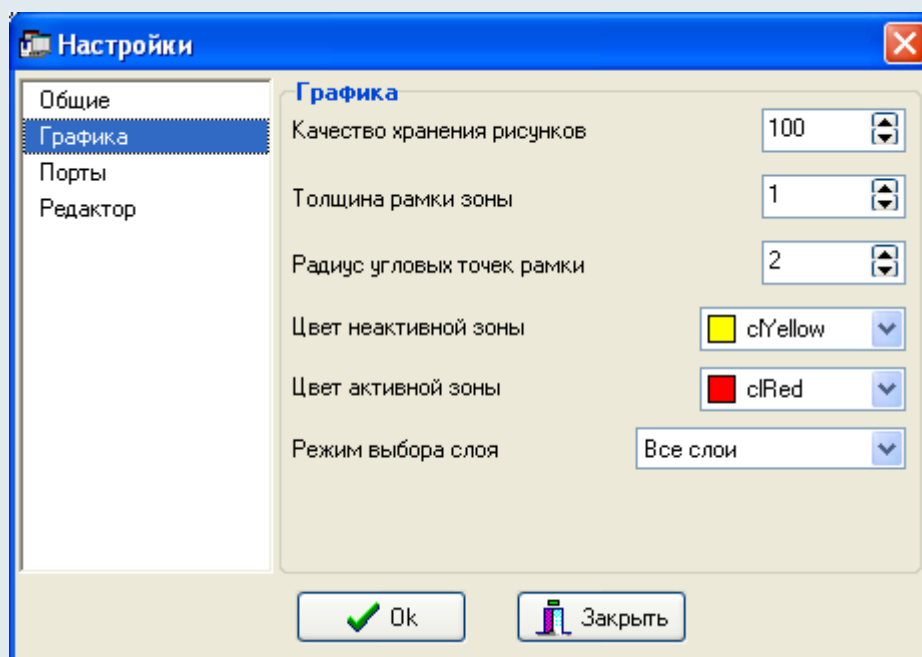 Настройки
Общие
Графика
Порты
Редактор
Графика
Качество хранения рисунков 100
Толщина рамки зоны 1
Радиус угловых точек рамки 2
Цвет неактивной зоны clYellow
Цвет активной зоны clRed
Режим выбора слоя Все слои
Ok Закрыть